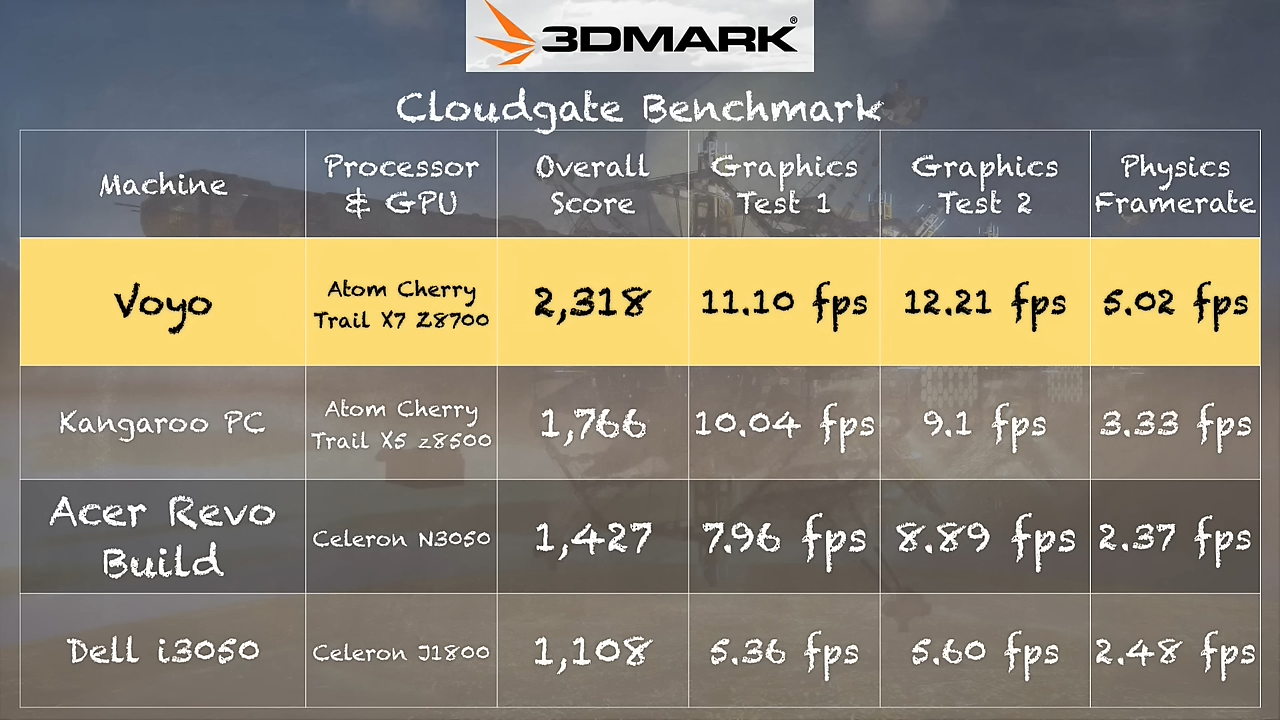 3DMARK®
Cloudgate Benchmark
Machine
Processor
& GPU
Overall
Score
Graphics
Test 1
Graphics
Test 2
Physics
Framerate
Voyo
Atom Cherry
Trail X7 Z8700
2,318
11.10 fps
12.21 fps
5.02 fps
Kangaroo PC
Atom Cherry
Trail X5 z8500
1,766
10.04 fps
9.1 fps
3.33 fps
Acer Revo
Build
Celeron N3050
1,427
7.96 fps
8.89 fps
2.37 fps
Dell i3050
Celeron J1800
1,108
5.36 fps
5.60 fps
2.48 fps